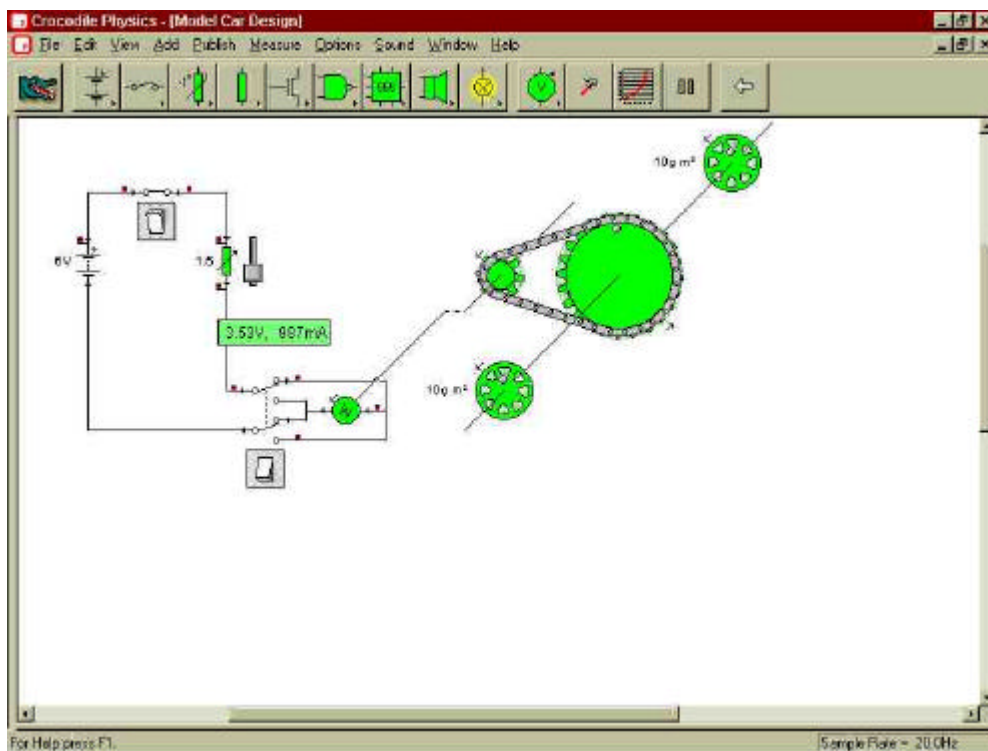 Crocodile Physics - [Model Car Design]
File Edit View Add Publish Measure Options Sound Window Help
10g m²
6V
1.5
3.53V, 987mA
10g m²
For Help press F1.
Sample Rate = 20.0Hz